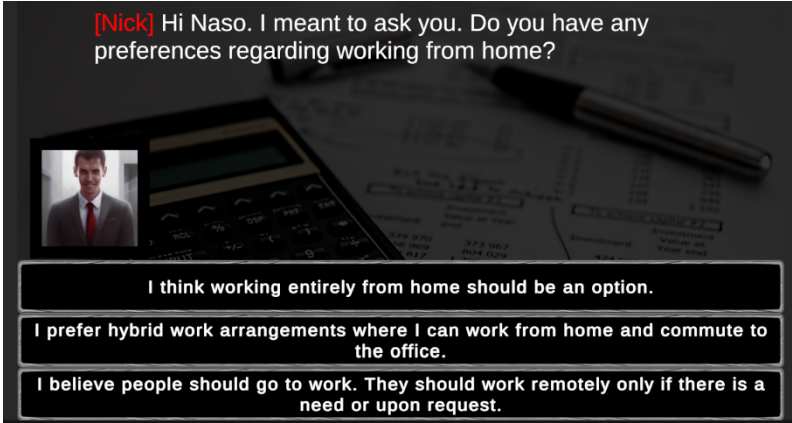 [Nick] Hi Naso. I meant to ask you. Do you have any
preferences regarding working from home?
I think working entirely from home should be an option.
I prefer hybrid work arrangements where I can work from home and commute to
the office.
I believe people should go to work. They should work remotely only if there is a
need or upon request.